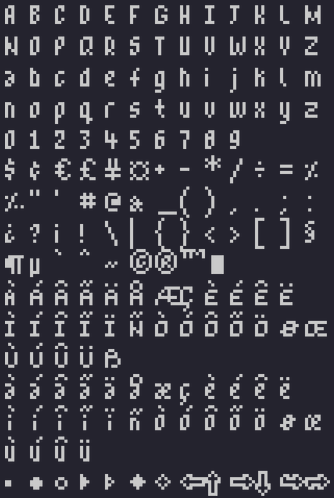 A B C D E F G H I J K L M
N O P Q R S T U V W X Y Z
a b c d e f g h i j k l m
n o p q r s t u v w x y z
0 1 2 3 4 5 6 7 8 9
$ ¢ € £ ¥ ¤ + - * / ÷ = %
‰ " ' # @ & _ ( ) , . ; :
¿ ? ¡ ! \ | { } < > [ ] §
¶ µ ` ^ ~ © ® ™
À Á Â Ã Ä Å Æ Ç È É Ê Ë
Ì Í Î Ĩ Ï Ñ Ò Ó Ô Õ Ö Ø Œ
Ù Ú Û Ü ß
à á â ã ä å æ ç è é ê ë
ì í î ĩ ï ñ ò ó ô õ ö ø œ
ù ú û ü